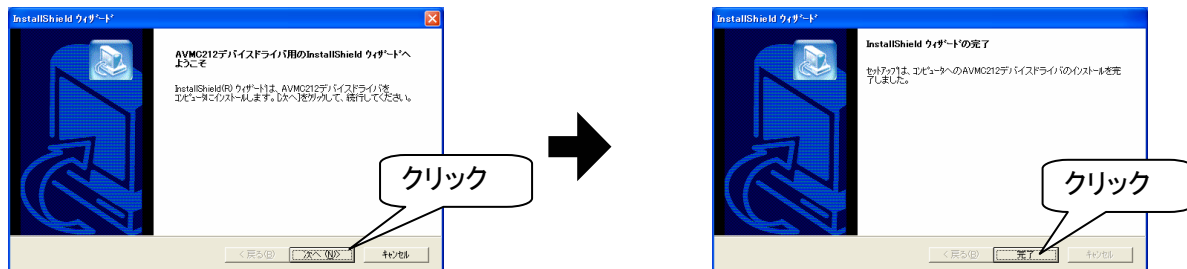 InstallShield ウィザード
AVMC212デバイスドライバ用のInstallShield ウィザードへ
ようこそ
InstallShield(R) ウィザードは、AVMC212デバイスドライバを
コンピュータにインストールします。[次へ]をクリックして、続行してください。
クリック
< 戻る(B)
次へ(N)>
キャンセル
InstallShield ウィザード
InstallShield ウィザードの完了
セットアップは、コンピュータへのAVMC212デバイスドライバのインストールを完
了しました。
クリック
< 戻る(B)
完了
キャンセル